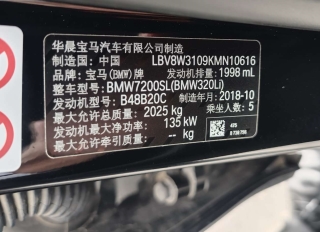 华晨宝马汽车有限公司制造
制造国:中国 LBV8W3109KMN10616
品牌:宝马(BMW)牌 发动机排量:1998 mL
整车型号:BMW7200SL(BMW320Li)
发动机型号:B48B20C 制造年月 2018-10
最大允许总质量: 2025 kg 乘坐人数: 5
发动机最大净功率: 135 kW
最大允许牵引质量: - kg